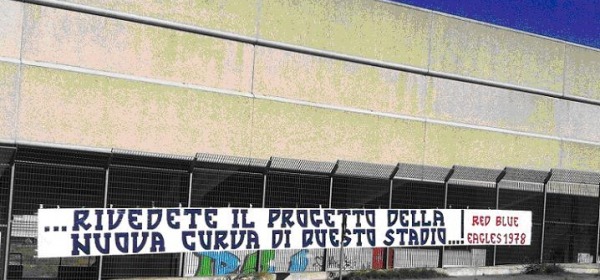 ...RIVEDETE IL PROGETTO DELLA
NUOVA CURVA DI QUESTO STADIO....!
RED BLUE
EAGLES 1978